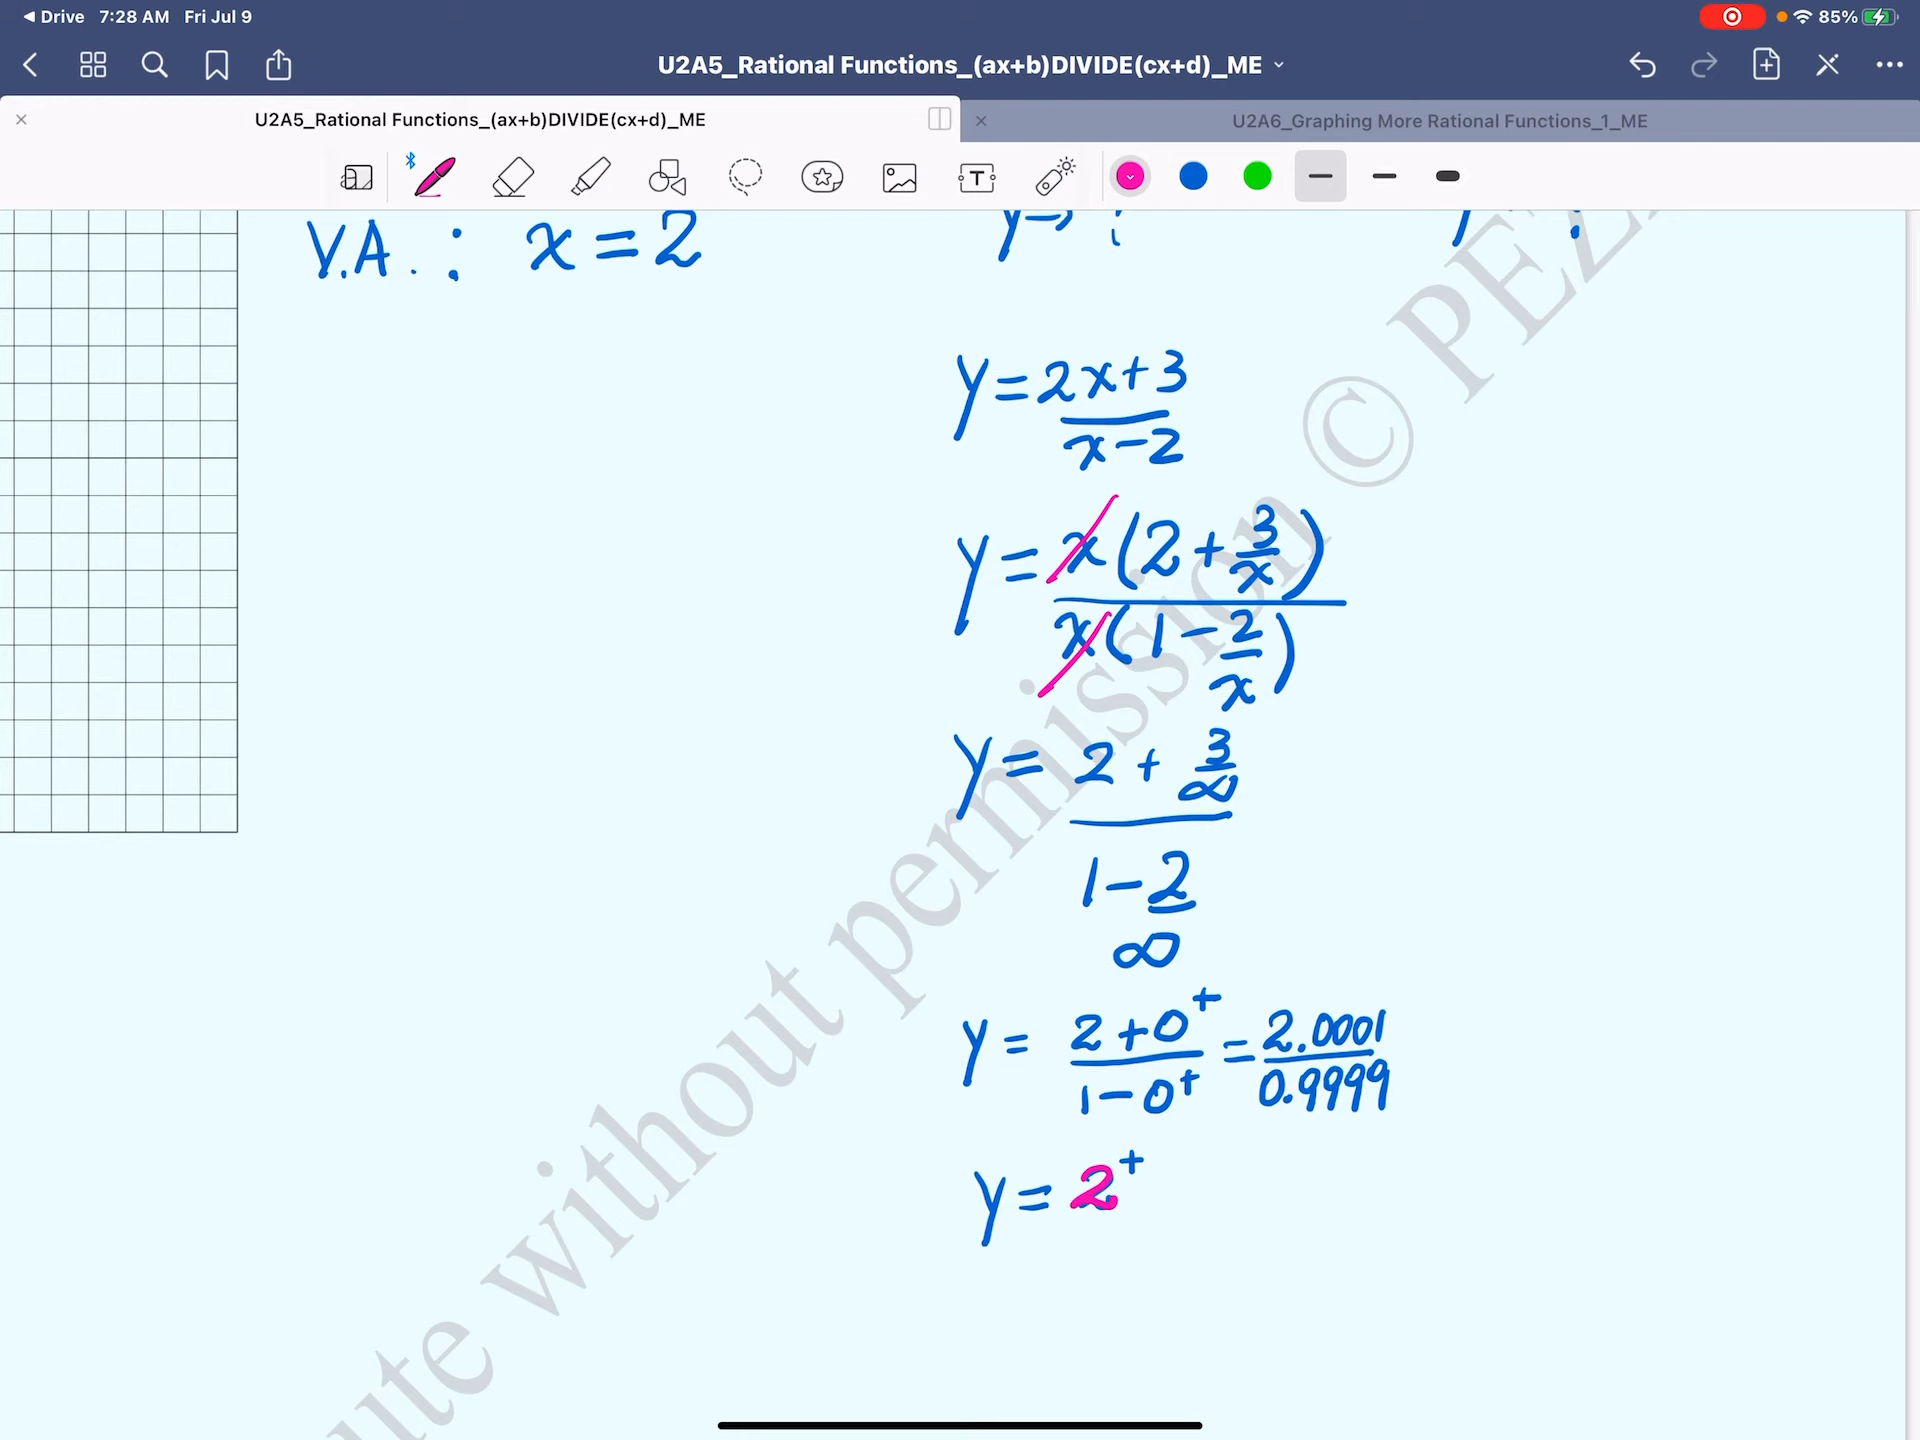 Drive 7:28 AM Fri Jul 9
85%
U2A5_Rational Functions_(ax+b)DIVIDE(cx+d)_ME
U2A5_Rational Functions_(ax+b)DIVIDE(cx+d)_ME
U2A6_Graphing More Rational Functions_1_ME
V.A. : x = 2
y → ?
y = 2x+3
x-2
y = x(2 + 3/x)
x(1 - 2/x)
y = 2 + 3/∞
1 - 2
∞
y = 2 + 0⁺ = 2.0001
1 - 0⁺ 0.9999
y = 2⁺
without permission ©